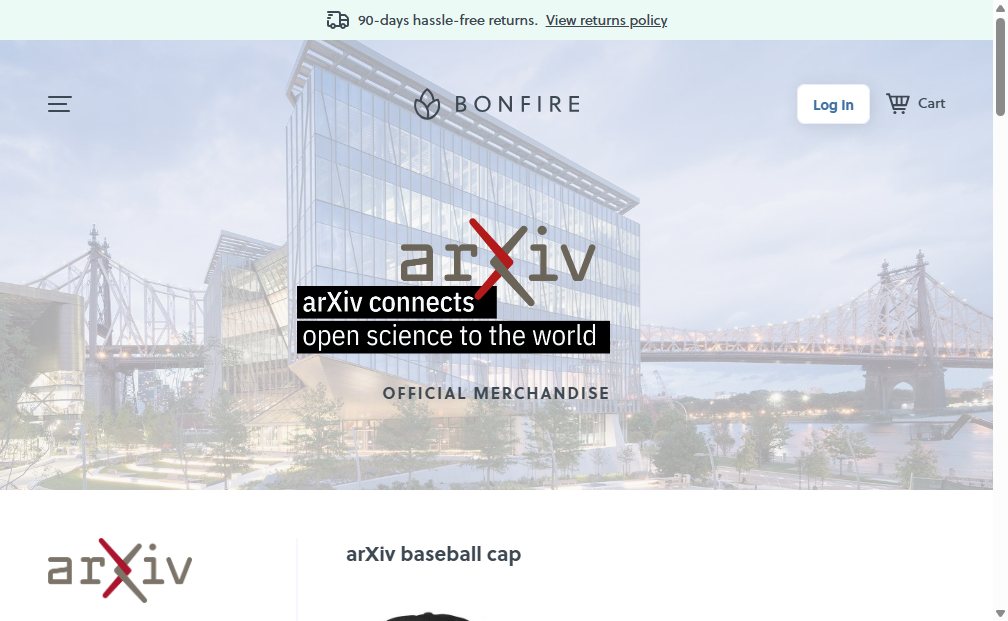 90-days hassle-free returns. View returns policy
BONFIRE
Log In
Cart
arXiv
arXiv connects
open science to the world
OFFICIAL MERCHANDISE
arXiv
arXiv baseball cap